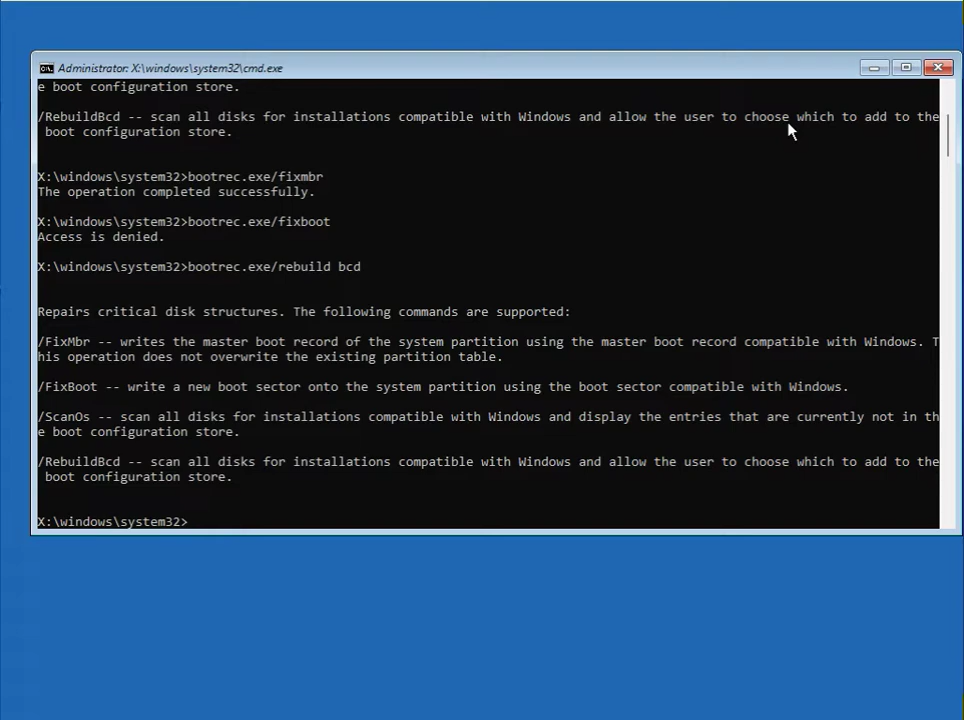 Administrator: X:\windows\system32\cmd.exe
e boot configuration store.
/RebuildBcd -- scan all disks for installations compatible with Windows and allow the user to choose which to add to the
 boot configuration store.
X:\windows\system32>bootrec.exe/fixmbr
The operation completed successfully.
X:\windows\system32>bootrec.exe/fixboot
Access is denied.
X:\windows\system32>bootrec.exe/rebuild bcd
Repairs critical disk structures. The following commands are supported:
/FixMbr -- writes the master boot record of the system partition using the master boot record compatible with Windows. T
his operation does not overwrite the existing partition table.
/FixBoot -- write a new boot sector onto the system partition using the boot sector compatible with Windows.
/ScanOs -- scan all disks for installations compatible with Windows and display the entries that are currently not in th
e boot configuration store.
/RebuildBcd -- scan all disks for installations compatible with Windows and allow the user to choose which to add to the
 boot configuration store.
X:\windows\system32>